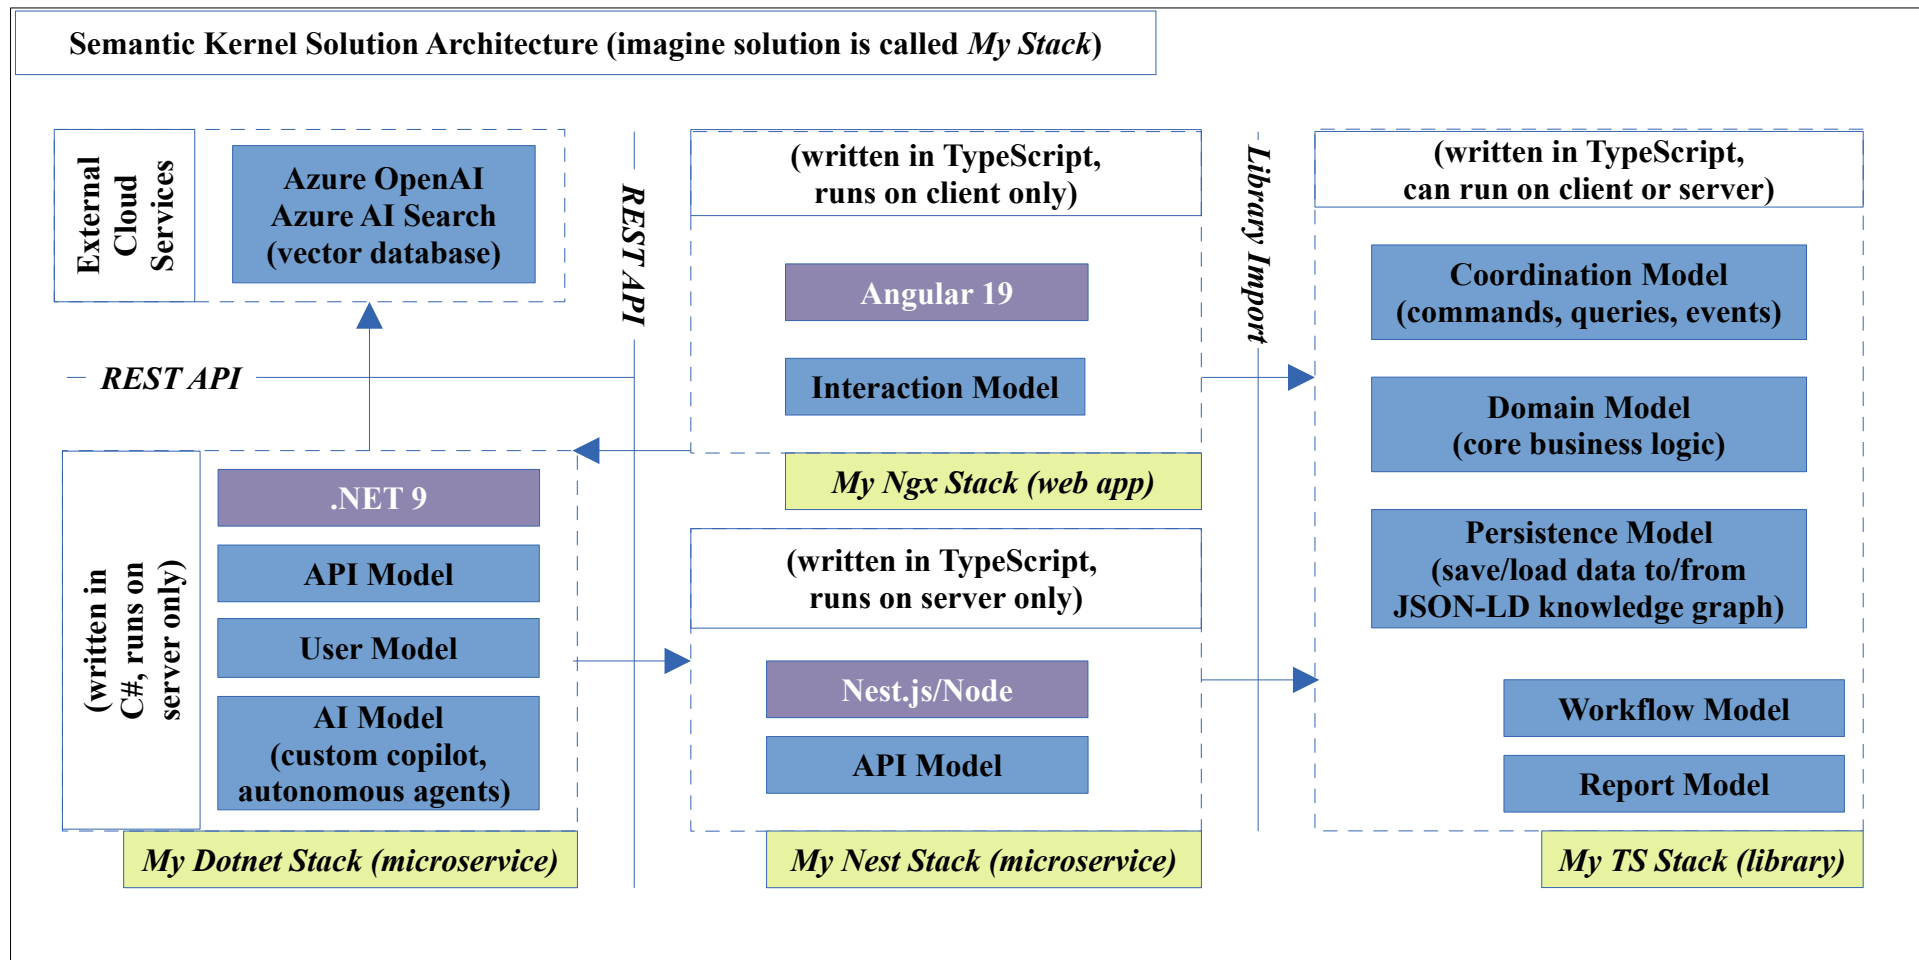 Semantic Kernel Solution Architecture (imagine solution is called My Stack)
External
Cloud
Services
Azure OpenAI
Azure AI Search
(vector database)
REST API
REST API
(written in
C#, runs on
server only)
.NET 9
API Model
User Model
AI Model
(custom copilot,
autonomous agents)
My Dotnet Stack (microservice)
(written in TypeScript,
runs on client only)
Angular 19
Interaction Model
My Ngx Stack (web app)
(written in TypeScript,
runs on server only)
Nest.js/Node
API Model
My Nest Stack (microservice)
Library Import
(written in TypeScript,
can run on client or server)
Coordination Model
(commands, queries, events)
Domain Model
(core business logic)
Persistence Model
(save/load data to/from
JSON-LD knowledge graph)
Workflow Model
Report Model
My TS Stack (library)